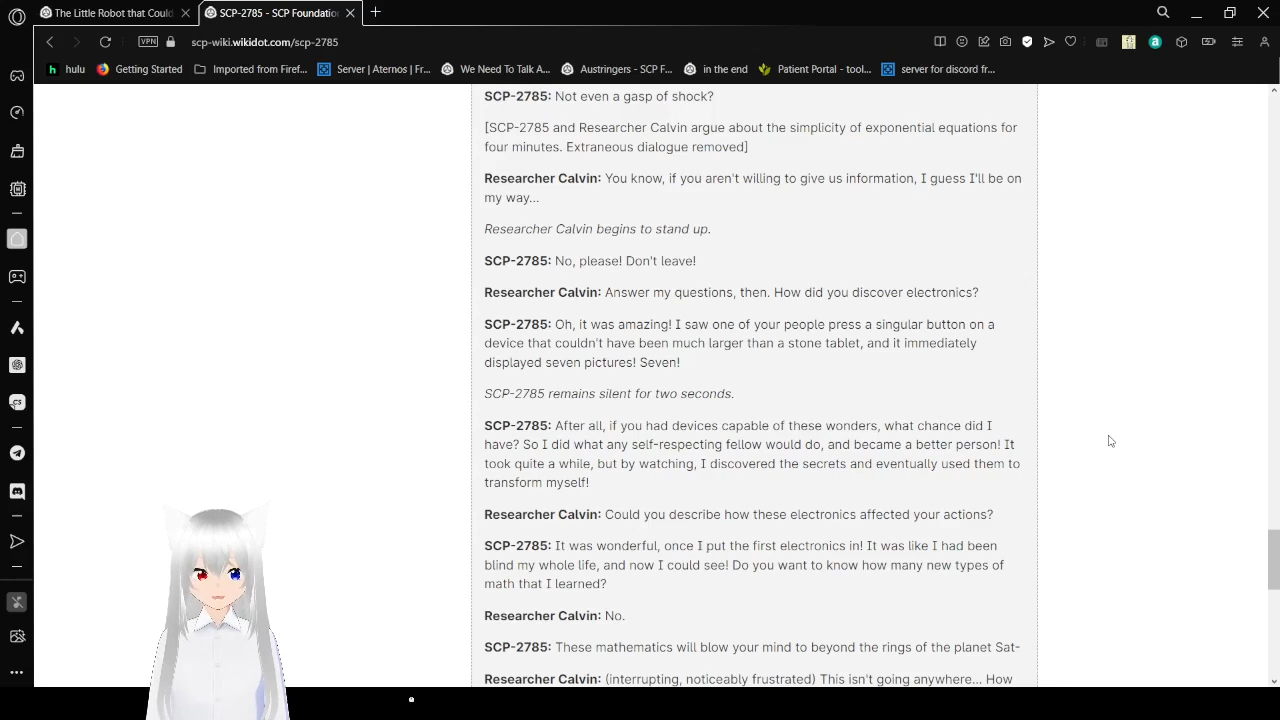 The Little Robot that Could
SCP-2785 - SCP Foundatio
VPN
scp-wiki.wikidot.com/scp-2785
hulu
Getting Started
Imported from Firef...
Server | Aternos | Fr...
We Need To Talk A...
Austringers - SCP F...
in the end
Patient Portal - tool...
server for discord fr...
SCP-2785: Not even a gasp of shock?
[SCP-2785 and Researcher Calvin argue about the simplicity of exponential equations for
four minutes. Extraneous dialogue removed]
Researcher Calvin: You know, if you aren't willing to give us information, I guess I'll be on
my way...
Researcher Calvin begins to stand up.
SCP-2785: No, please! Don't leave!
Researcher Calvin: Answer my questions, then. How did you discover electronics?
SCP-2785: Oh, it was amazing! I saw one of your people press a singular button on a
device that couldn't have been much larger than a stone tablet, and it immediately
displayed seven pictures! Seven!
SCP-2785 remains silent for two seconds.
SCP-2785: After all, if you had devices capable of these wonders, what chance did I
have? So I did what any self-respecting fellow would do, and became a better person! It
took quite a while, but by watching, I discovered the secrets and eventually used them to
transform myself!
Researcher Calvin: Could you describe how these electronics affected your actions?
SCP-2785: It was wonderful, once I put the first electronics in! It was like I had been
blind my whole life, and now I could see! Do you want to know how many new types of
math that I learned?
Researcher Calvin: No.
SCP-2785: These mathematics will blow your mind to beyond the rings of the planet Sat-
Researcher Calvin: (interrupting, noticeably frustrated) This isn't going anywhere... How